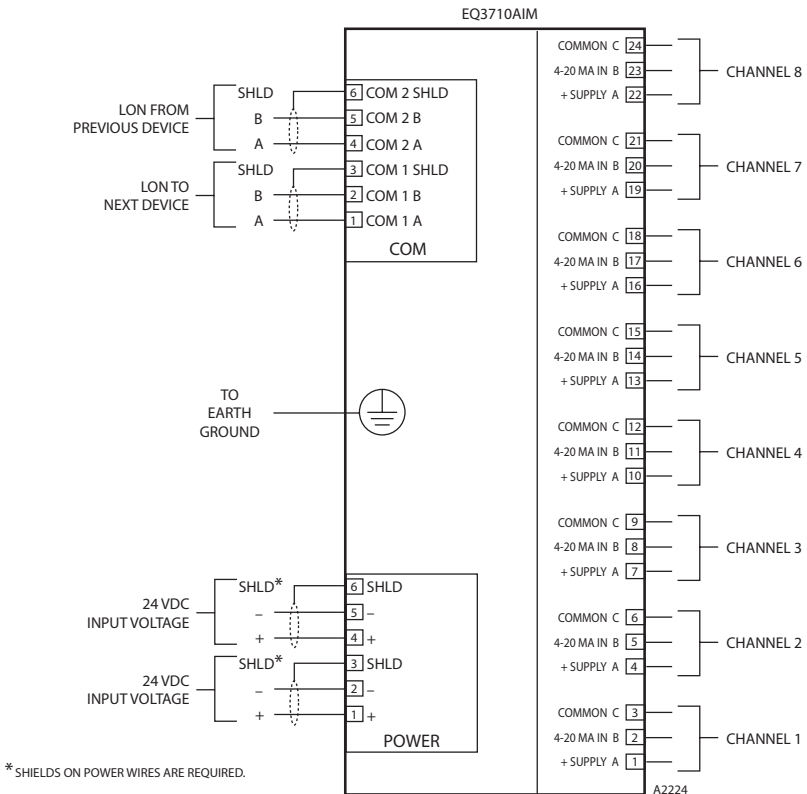 EQ3710AIM
LON FROM
PREVIOUS DEVICE
SHLD
B
A
6 COM 2 SHLD
5 COM 2 B
4 COM 2 A
LON TO
NEXT DEVICE
SHLD
B
A
3 COM 1 SHLD
2 COM 1 B
1 COM 1 A
COM
TO
EARTH
GROUND
24 VDC
INPUT VOLTAGE
SHLD*
–
+
6 SHLD
5 –
4 +
24 VDC
INPUT VOLTAGE
SHLD*
–
+
3 SHLD
2 –
1 +
POWER
COMMON C 24
4-20 MA IN B 23
+ SUPPLY A 22
CHANNEL 8
COMMON C 21
4-20 MA IN B 20
+ SUPPLY A 19
CHANNEL 7
COMMON C 18
4-20 MA IN B 17
+ SUPPLY A 16
CHANNEL 6
COMMON C 15
4-20 MA IN B 14
+ SUPPLY A 13
CHANNEL 5
COMMON C 12
4-20 MA IN B 11
+ SUPPLY A 10
CHANNEL 4
COMMON C 9
4-20 MA IN B 8
+ SUPPLY A 7
CHANNEL 3
COMMON C 6
4-20 MA IN B 5
+ SUPPLY A 4
CHANNEL 2
COMMON C 3
4-20 MA IN B 2
+ SUPPLY A 1
CHANNEL 1
* SHIELDS ON POWER WIRES ARE REQUIRED.
A2224